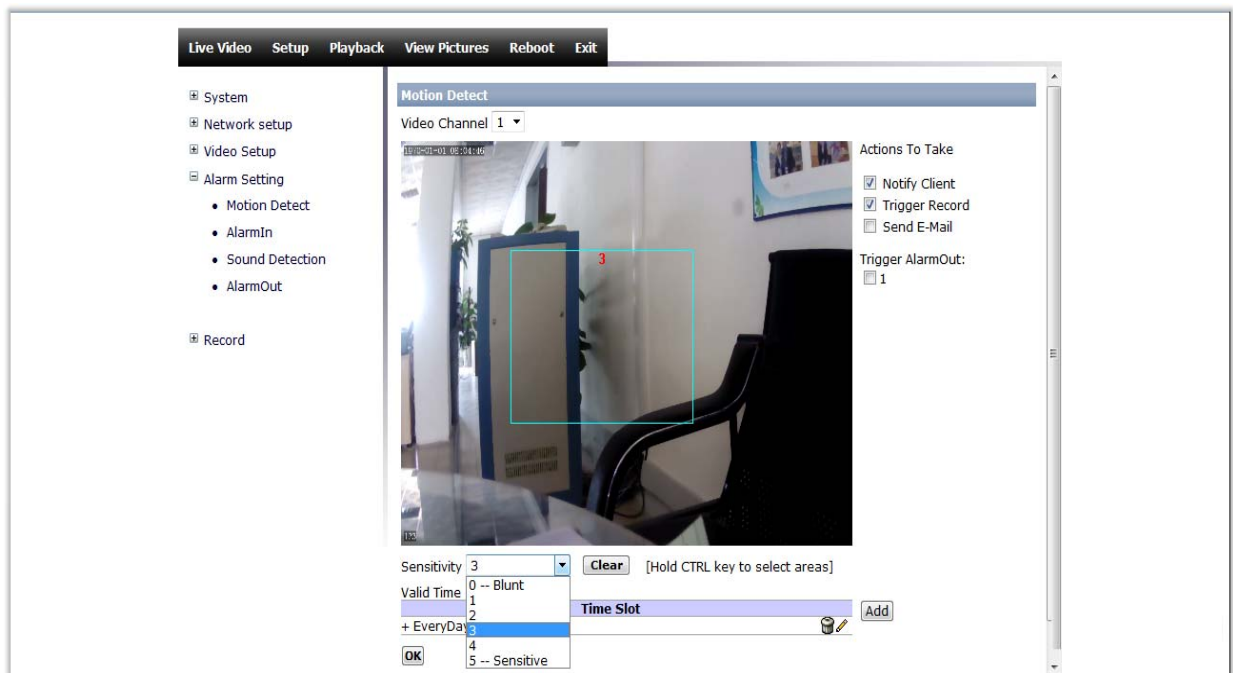 Live Video Setup Playback View Pictures Reboot Exit
System
Network setup
Video Setup
Alarm Setting
Motion Detect
AlarmIn
Sound Detection
AlarmOut
Record
Motion Detect
Video Channel 1
Actions To Take
Notify Client
Trigger Record
Send E-Mail
Trigger AlarmOut:
1
3
Sensitivity 3 Clear [Hold CTRL key to select areas]
0 -- Blunt
1
2
3
4
5 -- Sensitive
Valid Time
Time Slot
Add
+ EveryDay
OK